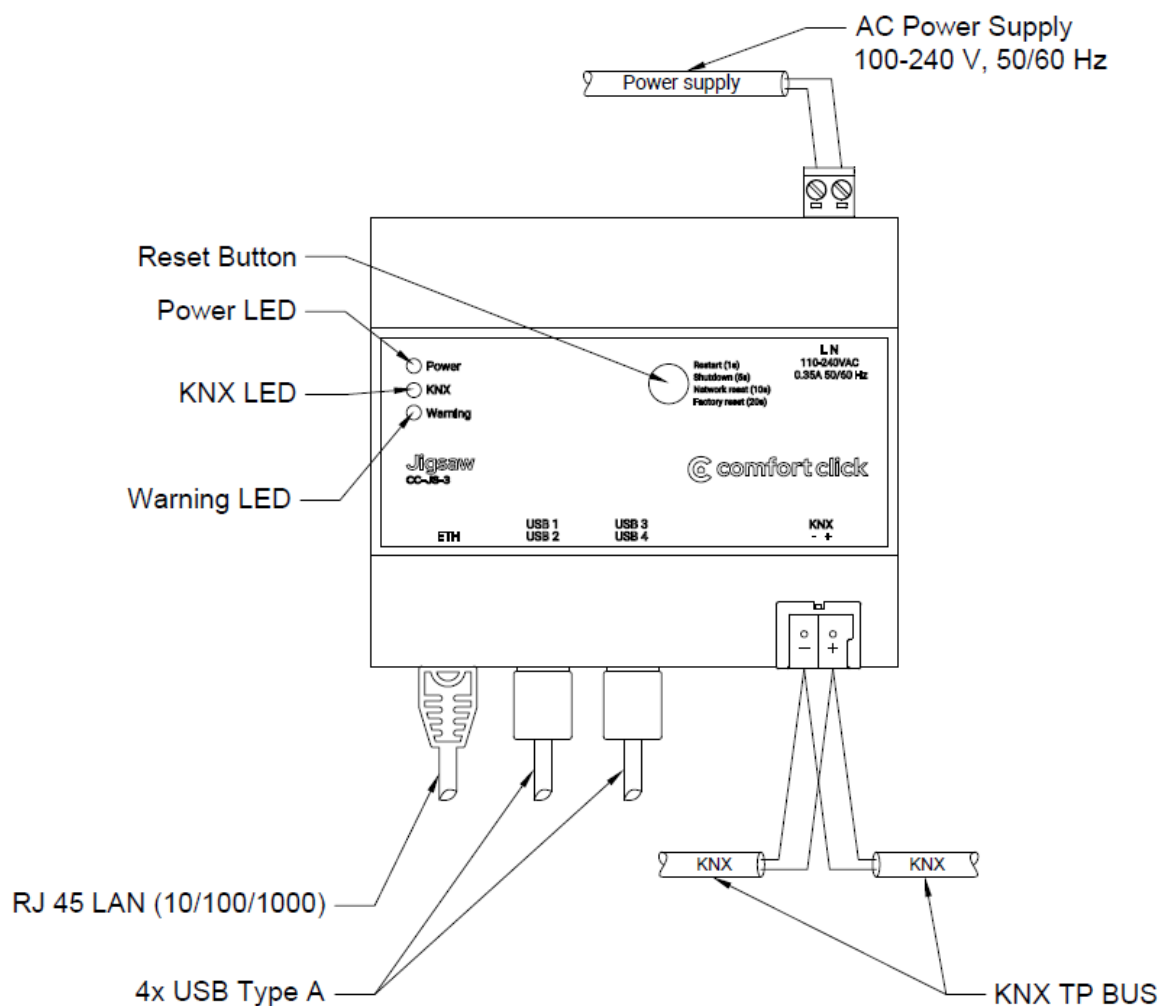 AC Power Supply
100-240 V, 50/60 Hz
Power supply
Reset Button
Power LED
KNX LED
Warning LED
Power
KNX
Warning
Restart (1s)
Shutdown (5s)
Network reset (10s)
Factory reset (20s)
L N
110-240VAC
0.35A 50/60 Hz
Jigsaw
CC-JS-3
comfort click
ETH
USB 1
USB 2
USB 3
USB 4
KNX
- +
- +
KNX
KNX
RJ 45 LAN (10/100/1000)
4x USB Type A
KNX TP BUS